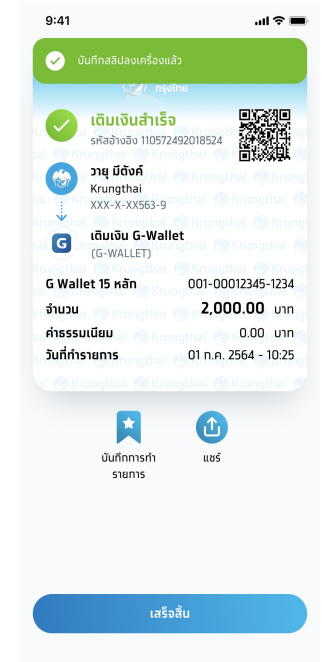 9:41
บันทึกสลิปลงเครื่องแล้ว
กรุงไทย
เติมเงินสำเร็จ
รหัสอ้างอิง 110572492018524
วายุ มีตังค์
Krungthai
XXX-X-XX563-9
G
เติมเงิน G-Wallet
(G-WALLET)
G Wallet 15 หลัก 001-00012345-1234
จำนวน 2,000.00 บาท
ค่าธรรมเนียม 0.00 บาท
วันที่ทำรายการ 01 ก.ค. 2564 - 10:25
บันทึกการทำ
รายการ
แชร์
เสร็จสิ้น